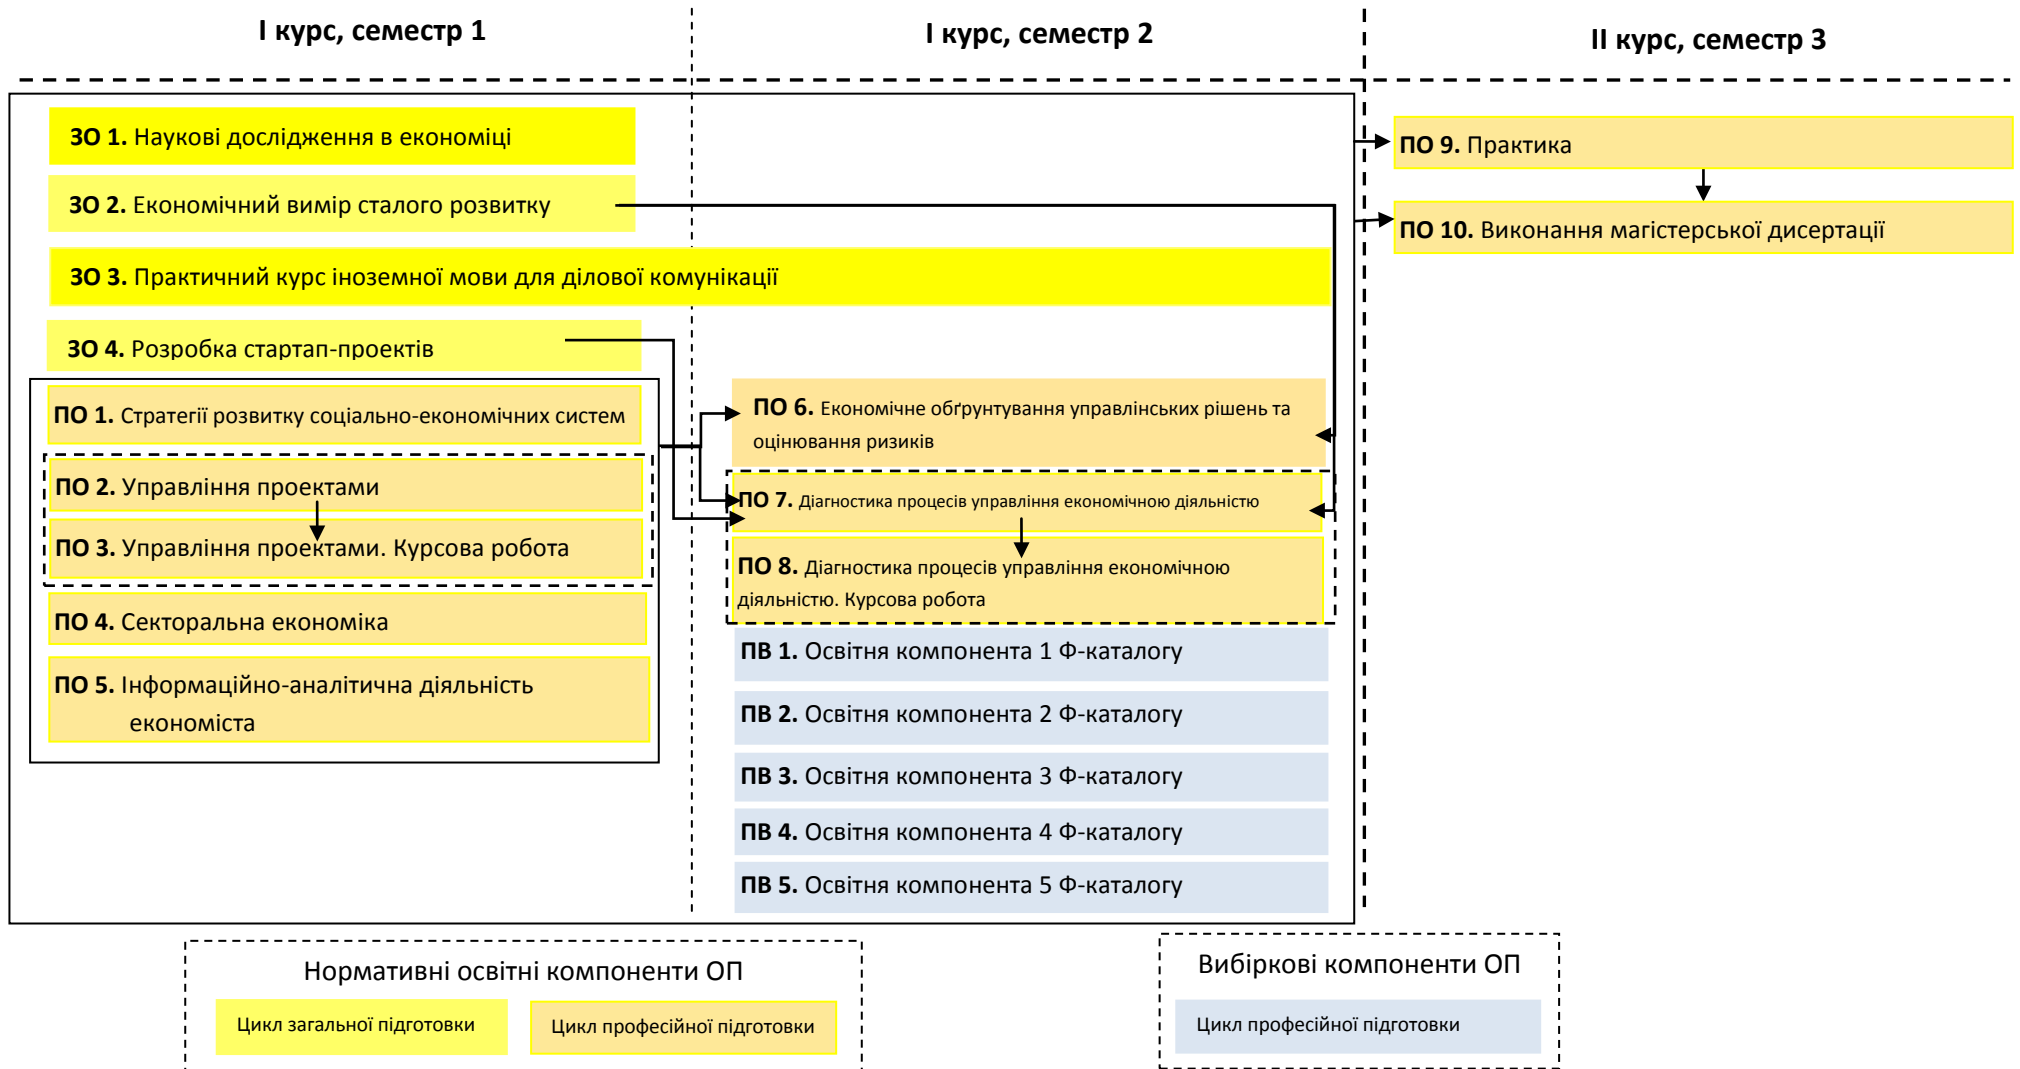 І курс, семестр 1
І курс, семестр 2
ІІ курс, семестр 3
ЗО 1. Наукові дослідження в економіці
ЗО 2. Економічний вимір сталого розвитку
ЗО 3. Практичний курс іноземної мови для ділової комунікації
ЗО 4. Розробка стартап-проектів
ПО 1. Стратегії розвитку соціально-економічних систем
ПО 2. Управління проектами
ПО 3. Управління проектами. Курсова робота
ПО 4. Секторальна економіка
ПО 5. Інформаційно-аналітична діяльність
економіста
ПО 6. Економічне обґрунтування управлінських рішень та
оцінювання ризиків
ПО 7. Діагностика процесів управління економічною діяльністю
ПО 8. Діагностика процесів управління економічною
діяльністю. Курсова робота
ПВ 1. Освітня компонента 1 Ф-каталогу
ПВ 2. Освітня компонента 2 Ф-каталогу
ПВ 3. Освітня компонента 3 Ф-каталогу
ПВ 4. Освітня компонента 4 Ф-каталогу
ПВ 5. Освітня компонента 5 Ф-каталогу
ПО 9. Практика
ПО 10. Виконання магістерської дисертації
Нормативні освітні компоненти ОП
Цикл загальної підготовки
Цикл професійної підготовки
Вибіркові компоненти ОП
Цикл професійної підготовки